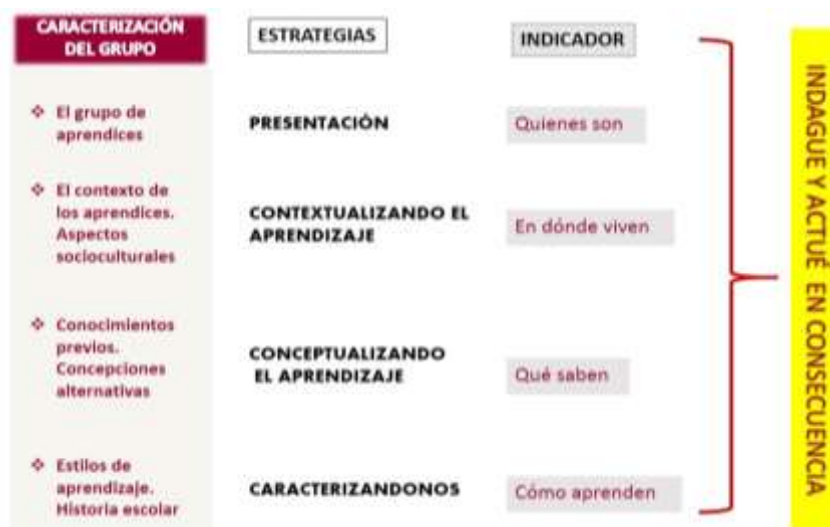 CARACTERIZACIÓN
DEL GRUPO
ESTRATEGIAS
INDICADOR
❖ El grupo de
aprendices
PRESENTACIÓN
Quienes son
❖ El contexto de
los aprendices.
Aspectos
socioculturales
CONTEXTUALIZANDO EL
APRENDIZAJE
En dónde viven
❖ Conocimientos
previos.
Concepciones
alternativas
CONCEPTUALIZANDO
EL APRENDIZAJE
Qué saben
❖ Estilos de
aprendizaje.
Historia escolar
CARACTERIZANDONOS
Cómo aprenden
INDAGUE Y ACTUÉ EN CONSECUENCIA